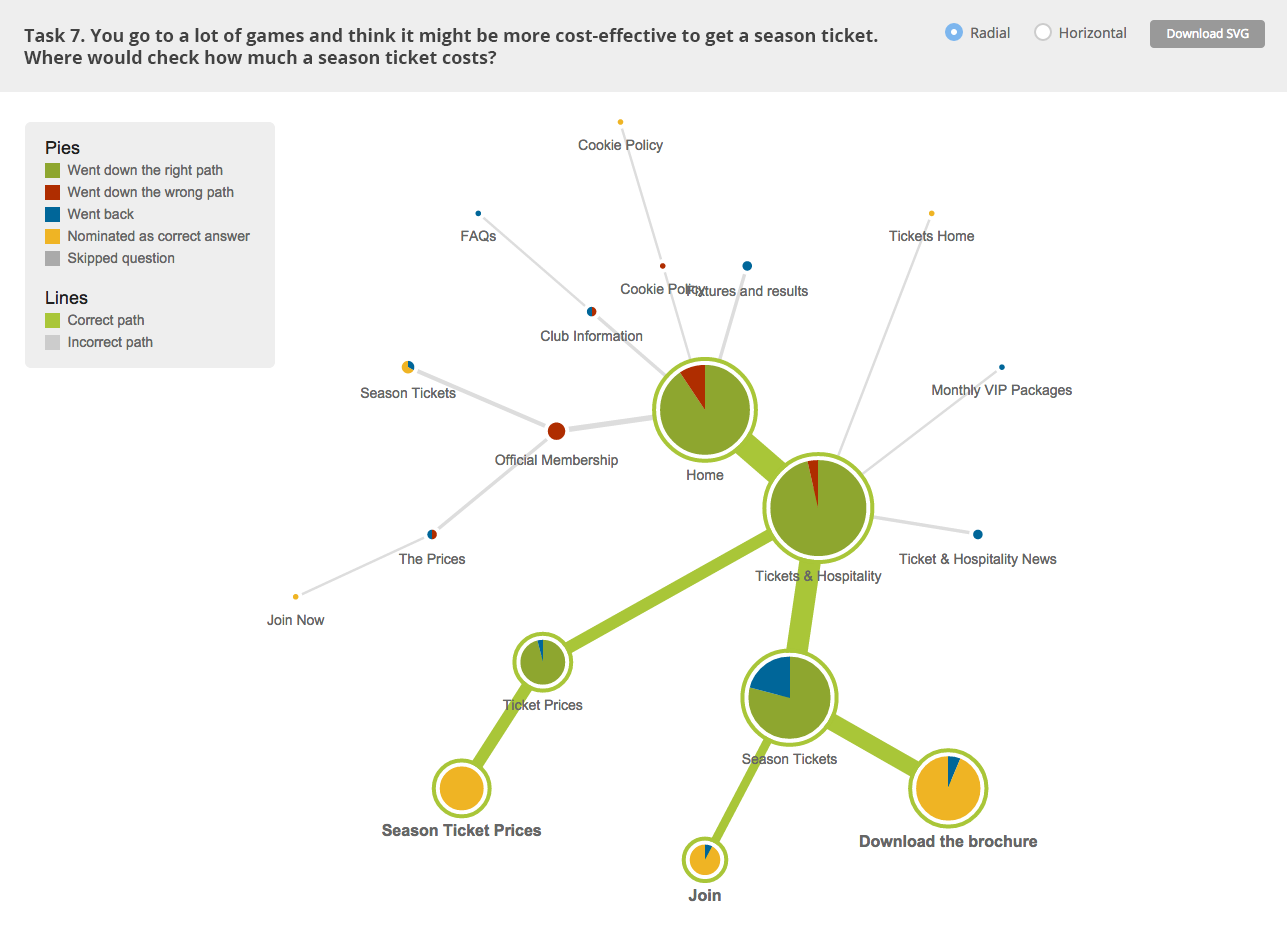 Task 7. You go to a lot of games and think it might be more cost-effective to get a season ticket.
Where would check how much a season ticket costs?
Radial
Horizontal
Download SVG
Pies
Went down the right path
Went down the wrong path
Went back
Nominated as correct answer
Skipped question
Lines
Correct path
Incorrect path
Cookie Policy
FAQs
Tickets Home
Cookie Policy
Fixtures and results
Club Information
Season Tickets
Monthly VIP Packages
Official Membership
Home
The Prices
Ticket & Hospitality News
Tickets & Hospitality
Join Now
Ticket Prices
Season Tickets
Season Ticket Prices
Download the brochure
Join